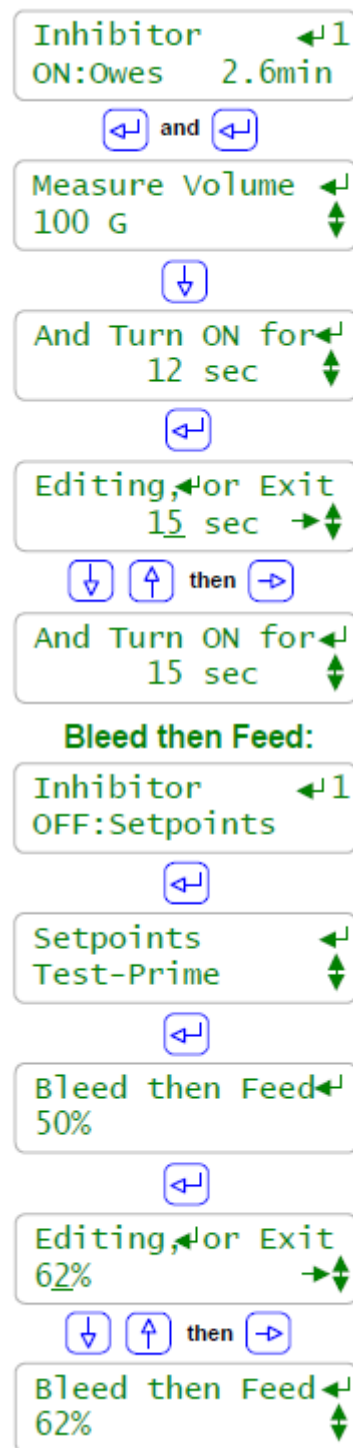 Inhibitor ↵1
ON:Owes 2.6min
and
Measure Volume ↵
100 G
And Turn ON for↵
12 sec
Editing,↵or Exit
15 sec
then
And Turn ON for↵
15 sec
Bleed then Feed:
Inhibitor ↵1
OFF:Setpoints
Setpoints ↵
Test-Prime
Bleed then Feed↵
50%
Editing,↵or Exit
62%
then
Bleed then Feed↵
62%